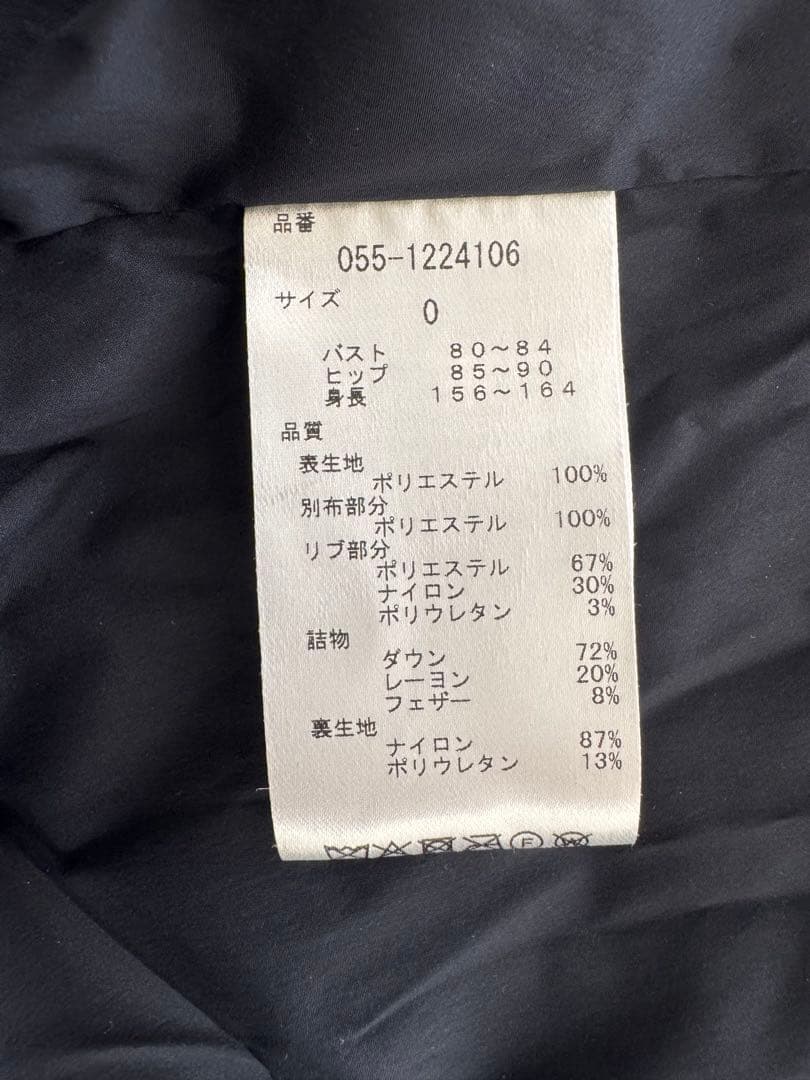 品番
055-1224106
サイズ 0
バスト 80～84
ヒップ 85～90
身長 156～164
品質
表生地
ポリエステル 100%
別布部分
ポリエステル 100%
リブ部分
ポリエステル 67%
ナイロン 30%
ポリウレタン 3%
詰物
ダウン 72%
レーヨン 20%
フェザー 8%
裏生地
ナイロン 87%
ポリウレタン 13%
F W